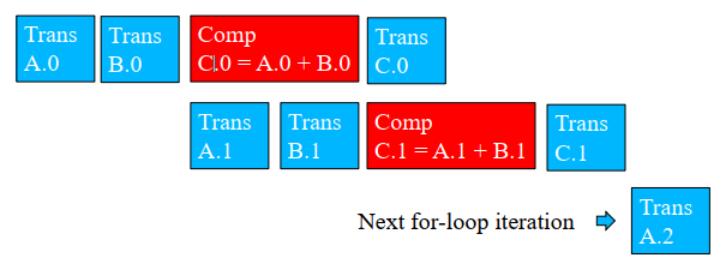 Trans
A.0
Trans
B.0
Comp
C.0 = A.0 + B.0
Trans
C.0
Trans
A.1
Trans
B.1
Comp
C.1 = A.1 + B.1
Trans
C.1
Next for-loop iteration
Trans
A.2